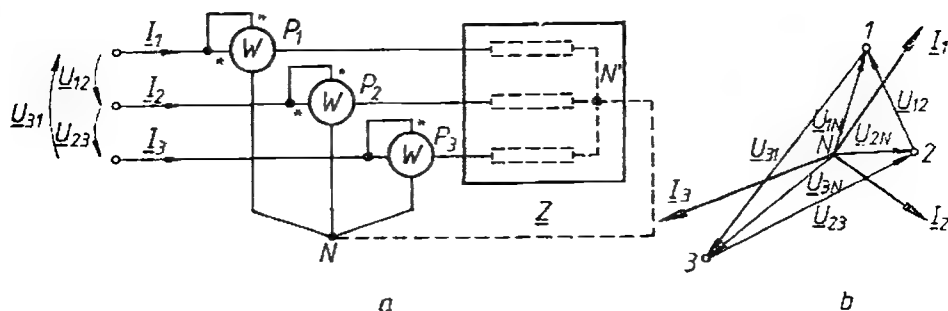 I1
*
*
W
P1
U12
I2
*
*
W
P2
N'
U31
U23
I3
*
W
P3
Z
N
a
1
I1
U12
U1N
U31
N
U2N
2
U3N
I3
U23
I2
3
b